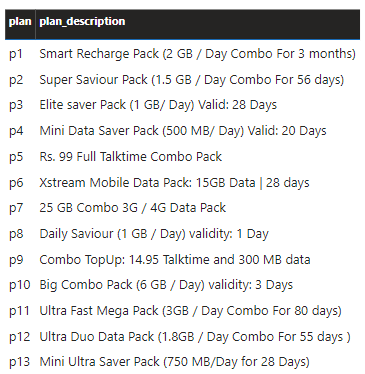 plan plan_description
p1 Smart Recharge Pack (2 GB / Day Combo For 3 months)
p2 Super Saviour Pack (1.5 GB / Day Combo For 56 days)
p3 Elite saver Pack (1 GB/ Day) Valid: 28 Days
p4 Mini Data Saver Pack (500 MB/ Day) Valid: 20 Days
p5 Rs. 99 Full Talktime Combo Pack
p6 Xstream Mobile Data Pack: 15GB Data | 28 days
p7 25 GB Combo 3G / 4G Data Pack
p8 Daily Saviour (1 GB / Day) validity: 1 Day
p9 Combo TopUp: 14.95 Talktime and 300 MB data
p10 Big Combo Pack (6 GB / Day) validity: 3 Days
p11 Ultra Fast Mega Pack (3GB / Day Combo For 80 days)
p12 Ultra Duo Data Pack (1.8GB / Day Combo For 55 days )
p13 Mini Ultra Saver Pack (750 MB/Day for 28 Days)